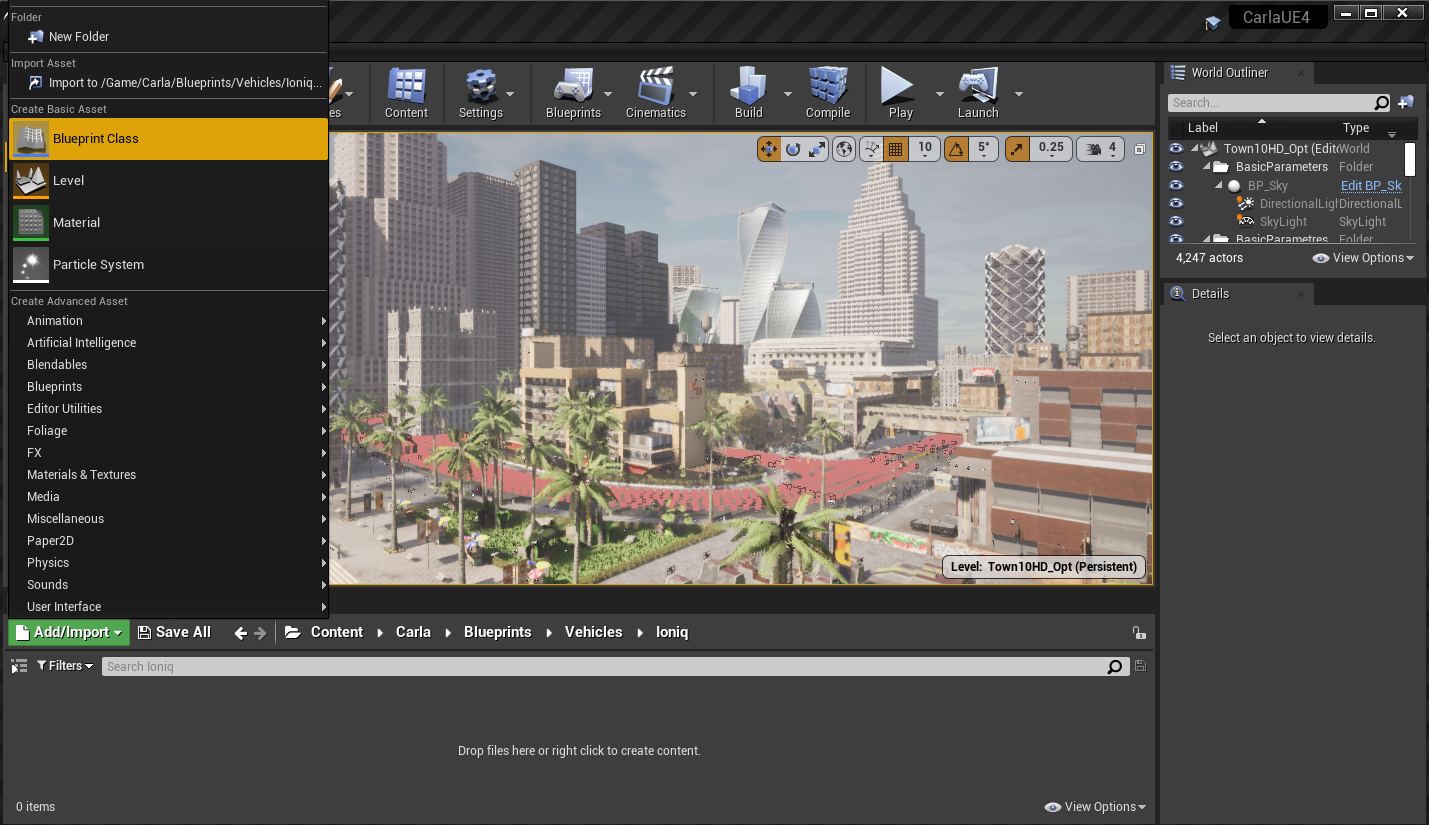 Folder
New Folder
Import Asset
Import to /Game/Carla/Blueprints/Vehicles/Ioniq...
Create Basic Asset
Blueprint Class
Level
Material
Particle System
Create Advanced Asset
Animation
Artificial Intelligence
Blendables
Blueprints
Editor Utilities
Foliage
FX
Materials & Textures
Media
Miscellaneous
Paper2D
Physics
Sounds
User Interface
CarlaUE4
es
Content
Settings
Blueprints
Cinematics
Build
Compile
Play
Launch
10
5°
0.25
4
Level: Town10HD_Opt (Persistent)
World Outliner
Search...
Label Type
Town10HD_Opt (Edito World
BasicParameters Folder
BP_Sky Edit BP_Sk
DirectionalLigh DirectionalL
SkyLight SkyLight
BasicParametres Folder
4,247 actors View Options
Details
Select an object to view details.
Add/Import Save All Content Carla Blueprints Vehicles Ioniq
Filters Search Ioniq
Drop files here or right click to create content.
0 items View Options